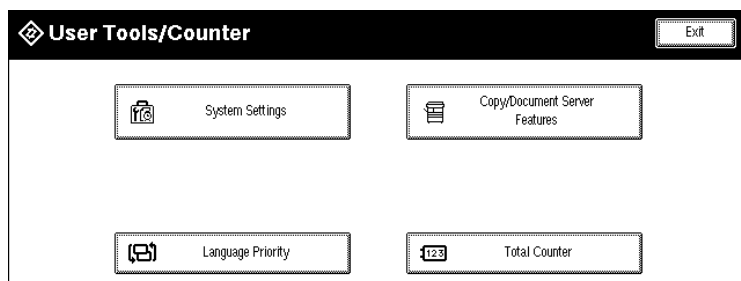 User Tools/Counter
Exit
System Settings
Copy/Document Server
Features
Language Priority
123
Total Counter